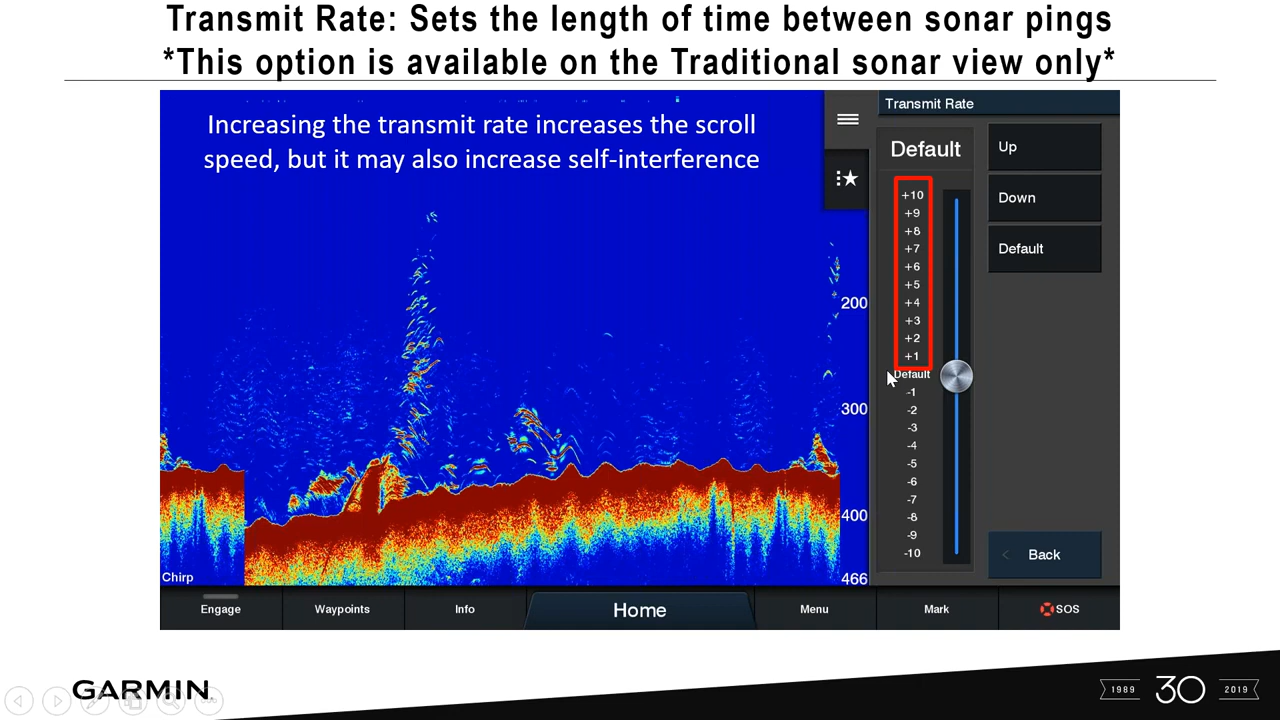 Transmit Rate: Sets the length of time between sonar pings
*This option is available on the Traditional sonar view only*
Increasing the transmit rate increases the scroll
speed, but it may also increase self-interference
200
300
400
466
Chirp
Transmit Rate
Default
+10
+9
+8
+7
+6
+5
+4
+3
+2
+1
Default
-1
-2
-3
-4
-5
-6
-7
-8
-9
-10
Up
Down
Default
Back
Engage
Waypoints
Info
Home
Menu
Mark
SOS
GARMIN.
1989
30
2019